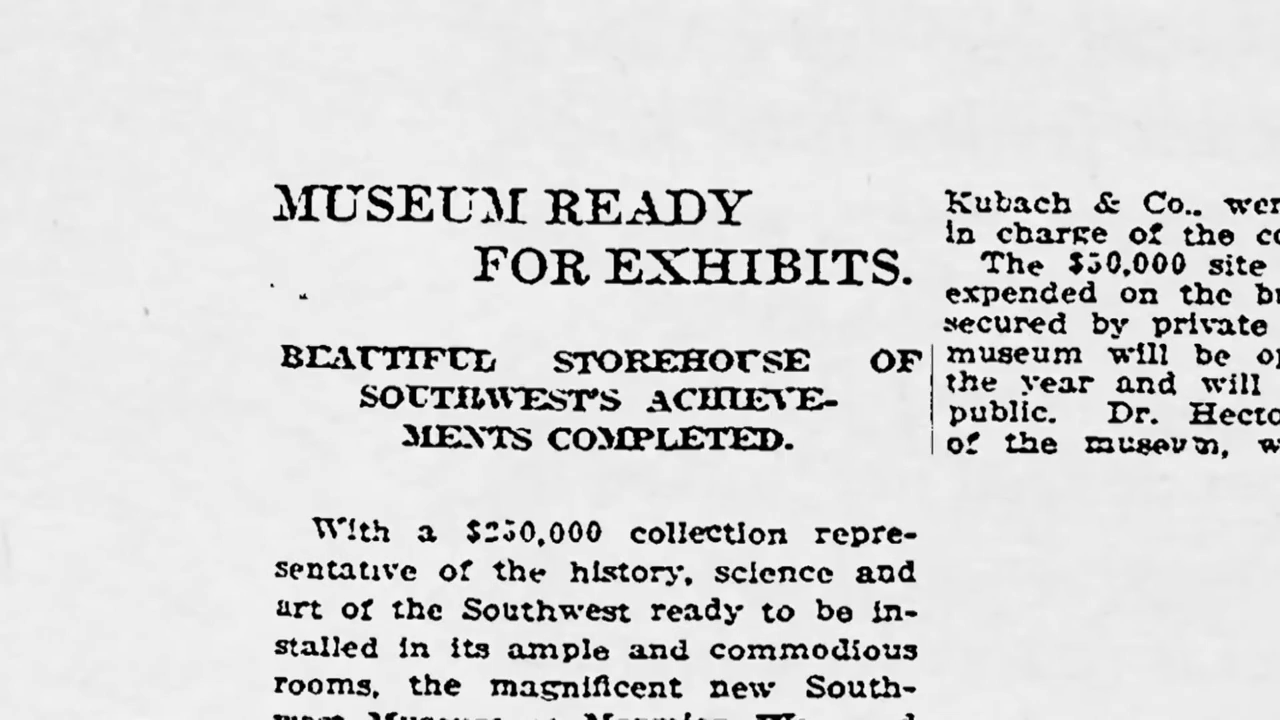 MUSEUM READY
FOR EXHIBITS.
BEAUTIFUL STOREHOUSE OF
SOUTHWEST'S ACHIEVE-
MENTS COMPLETED.
With a $250,000 collection repre-
sentative of the history, science and
art of the Southwest ready to be in-
stalled in its ample and commodious
rooms, the magnificent new South-
Kubach & Co.. wer
in charge of the co
The $50,000 site
expended on the bu
secured by private
museum will be op
the year and will
public. Dr. Hecto
of the museum, w